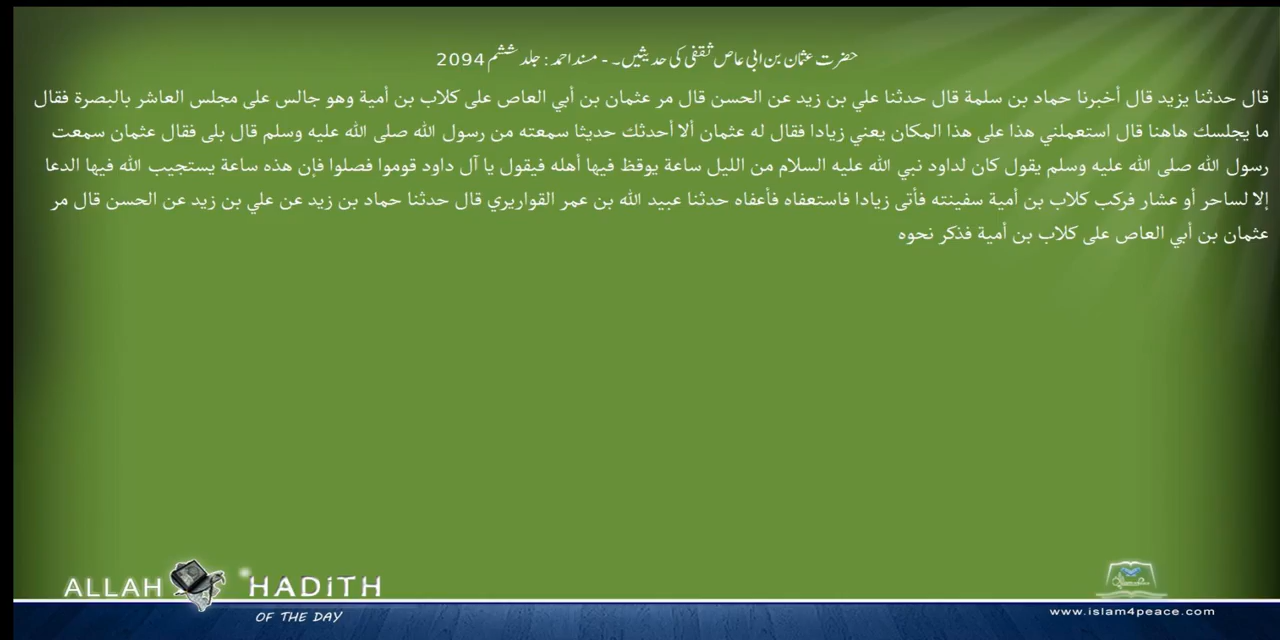 حضرت عثمان بن ابی عاص ثقفی کی حدیثیں۔ - مسند احمد: جلد ششم 2094
قال حدثنا يزيد قال أخبرنا حماد بن سلمة قال حدثنا علي بن زيد عن الحسن قال مر عثمان بن أبي العاص على كلاب بن أمية وهو جالس على مجلس العاشر بالبصرة فقال
ما يجلسك هاهنا قال استعملني هذا على هذا المكان يعني زيادا فقال له عثمان ألا أحدثك حديثا سمعته من رسول الله صلى الله عليه وسلم قال بلى فقال عثمان سمعت
رسول الله صلى الله عليه وسلم يقول كان لداود نبي الله عليه السلام من الليل ساعة يوقظ فيها أهله فيقول يا آل داود قوموا فصلوا فإن هذه ساعة يستجيب الله فيها الدعا
إلا لساحر أو عشار فركب كلاب بن أمية سفينته فأتى زيادا فاستعفاه فأعفاه حدثنا عبيد الله بن عمر القواريري قال حدثنا حماد بن زيد عن علي بن زيد عن الحسن قال مر
عثمان بن أبي العاص على كلاب بن أمية فذكر نحوه
ALLAH HADITH
OF THE DAY
www.islam4peace.com